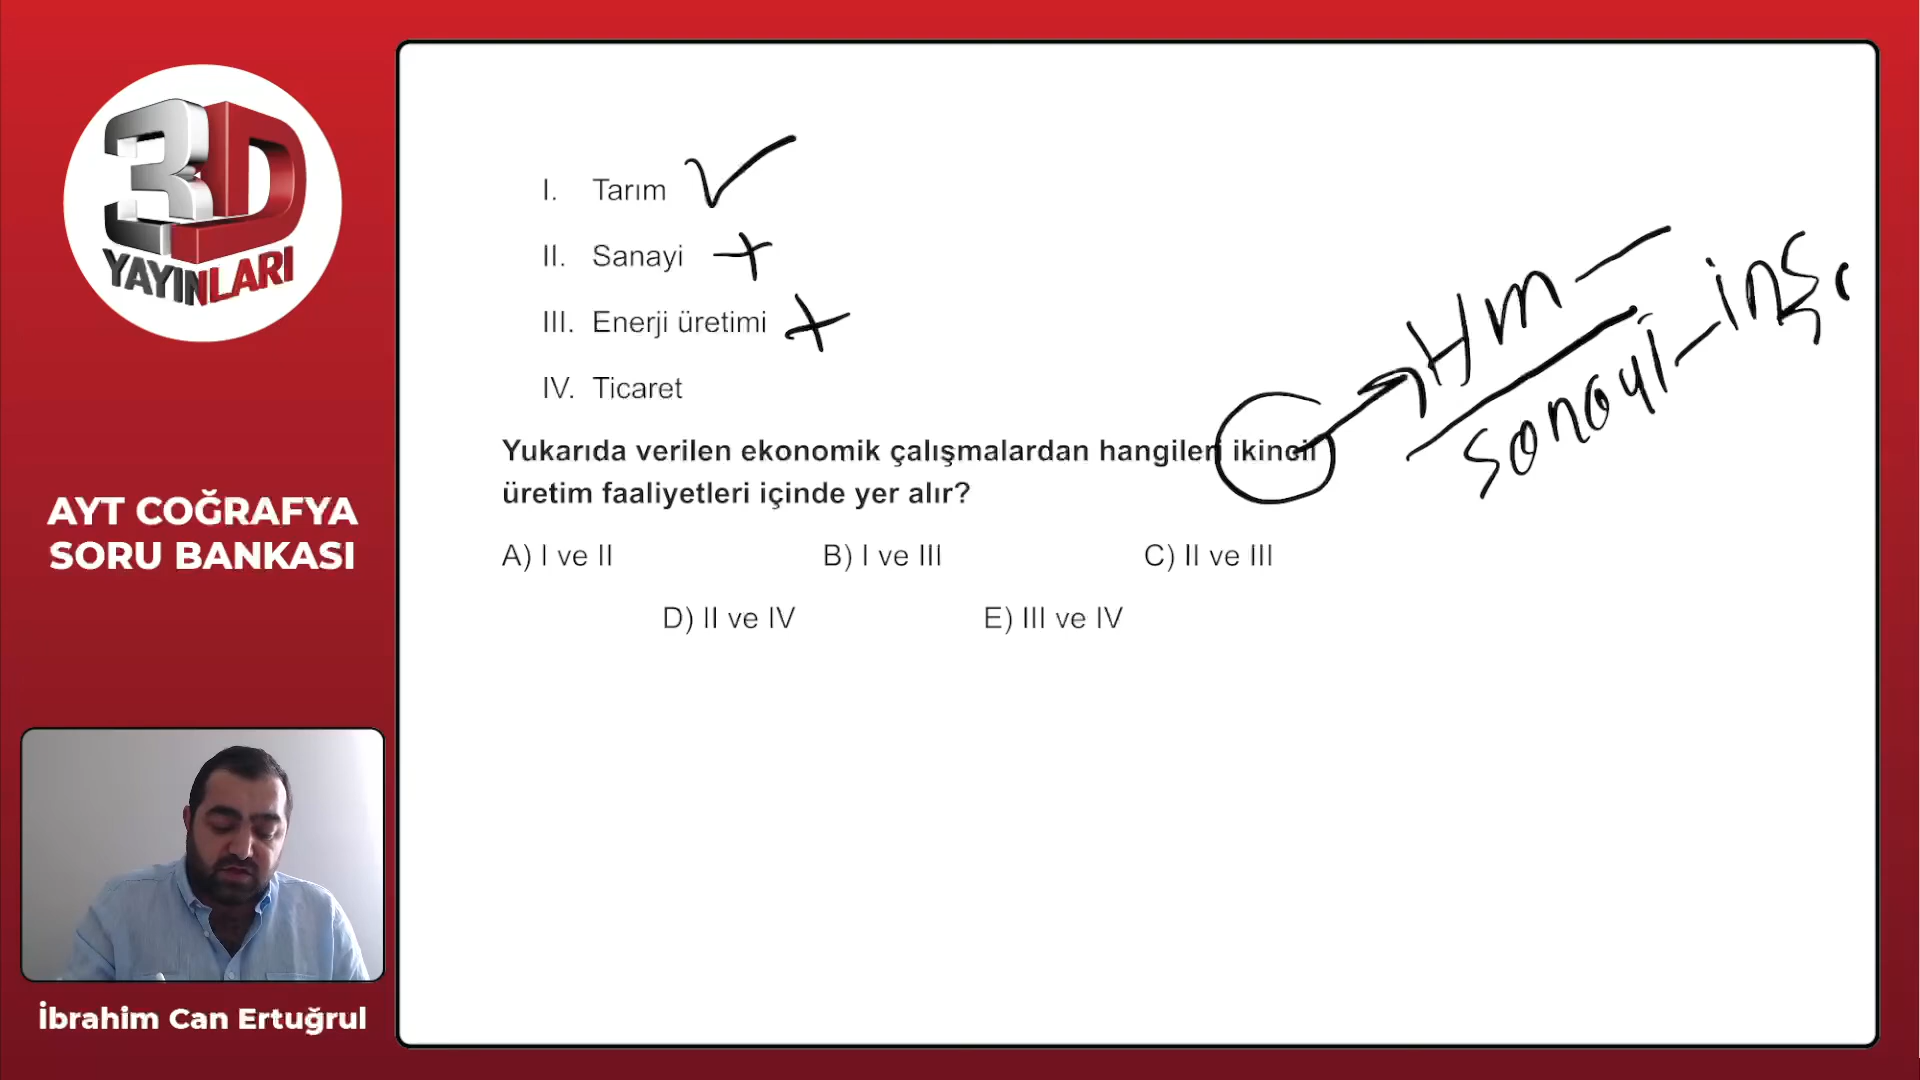 3D
YAYINLARI
AYT COĞRAFYA
SORU BANKASI
İbrahim Can Ertuğrul
I. Tarım
II. Sanayi
III. Enerji üretimi
IV. Ticaret
Yukarıda verilen ekonomik çalışmalardan hangileri ikincil
üretim faaliyetleri içinde yer alır?
A) I ve II B) I ve III C) II ve III
D) II ve IV E) III ve IV
Hm -
sanayi - inş.